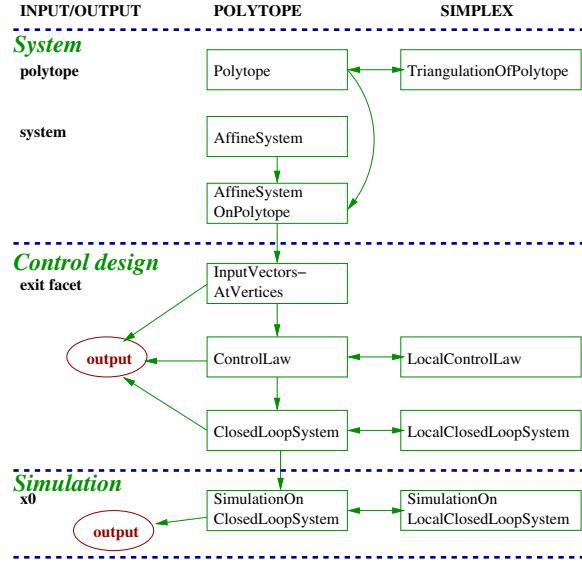 INPUT/OUTPUT POLYTOPE SIMPLEX
System
polytope Polytope TriangulationOfPolytope
system AffineSystem
AffineSystem
OnPolytope
Control design
exit facet InputVectors−
AtVertices
output ControlLaw LocalControlLaw
ClosedLoopSystem LocalClosedLoopSystem
Simulation
x0 SimulationOn SimulationOn
output ClosedLoopSystem LocalClosedLoopSystem